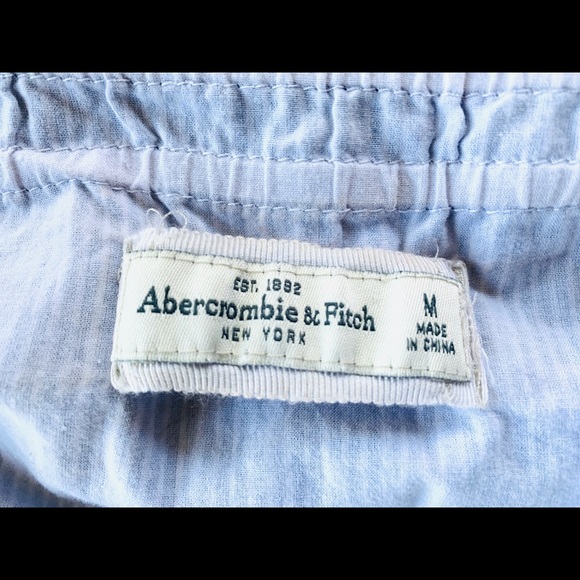 EST. 1892
Abercrombie & Fitch
NEW YORK
M
MADE
IN CHINA